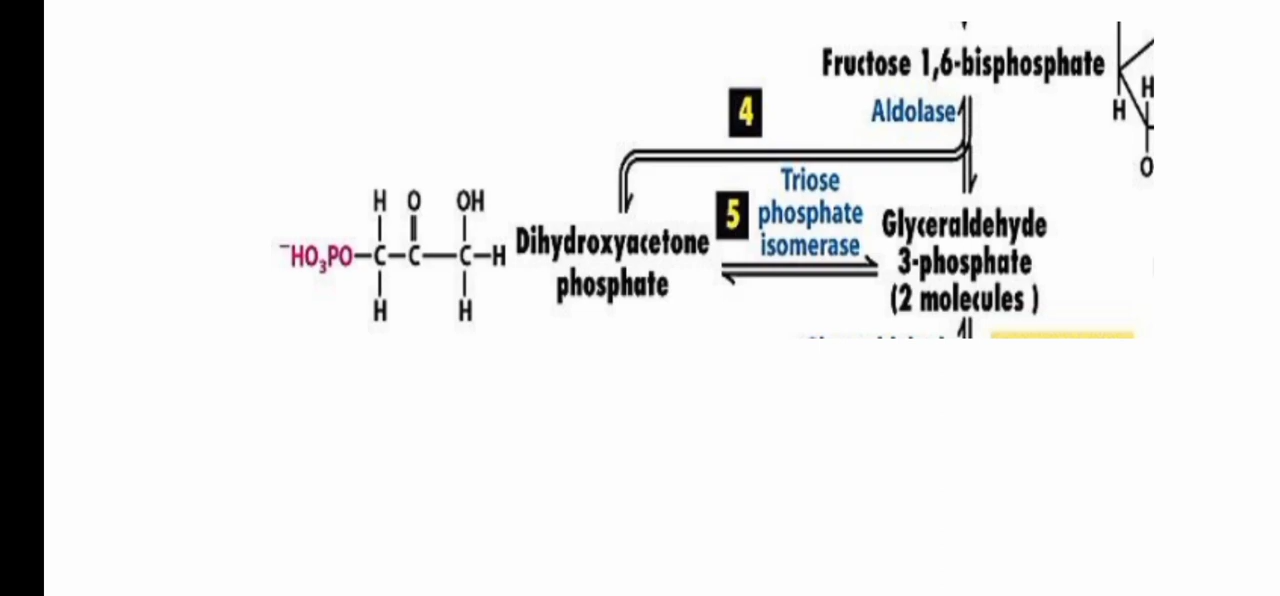 Fructose 1,6-bisphosphate
4
Aldolase
H
H
O
Triose
phosphate
isomerase
5
H O OH
⁻HO₃PO–C–C–C–H
H H
Dihydroxyacetone
phosphate
Glyceraldehyde
3-phosphate
(2 molecules )